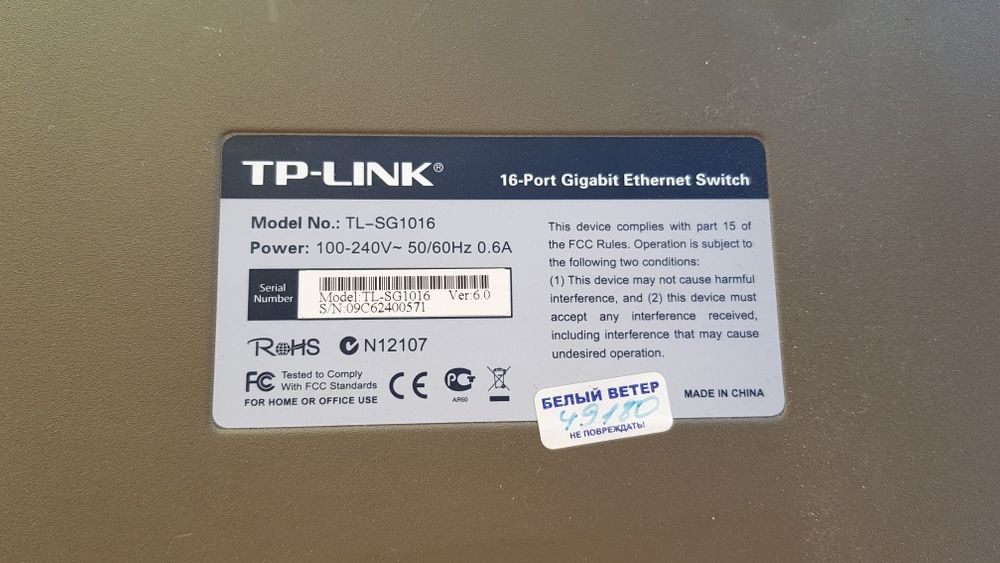 TP-LINK®
16-Port Gigabit Ethernet Switch
Model No.: TL-SG1016
Power: 100-240V~ 50/60Hz 0.6A
Serial
Number
Model:TL-SG1016 Ver:6.0
S/N:09C62400571
RoHS
N12107
FC
Tested to Comply
With FCC Standards
FOR HOME OR OFFICE USE
CE
РСТ
АЯ60
This device complies with part 15 of
the FCC Rules. Operation is subject to
the following two conditions:
(1) This device may not cause harmful
interference, and (2) this device must
accept any interference received,
including interference that may cause
undesired operation.
MADE IN CHINA
БЕЛЫЙ ВЕТЕР
49180
НЕ ПОВРЕЖДАТЬ!